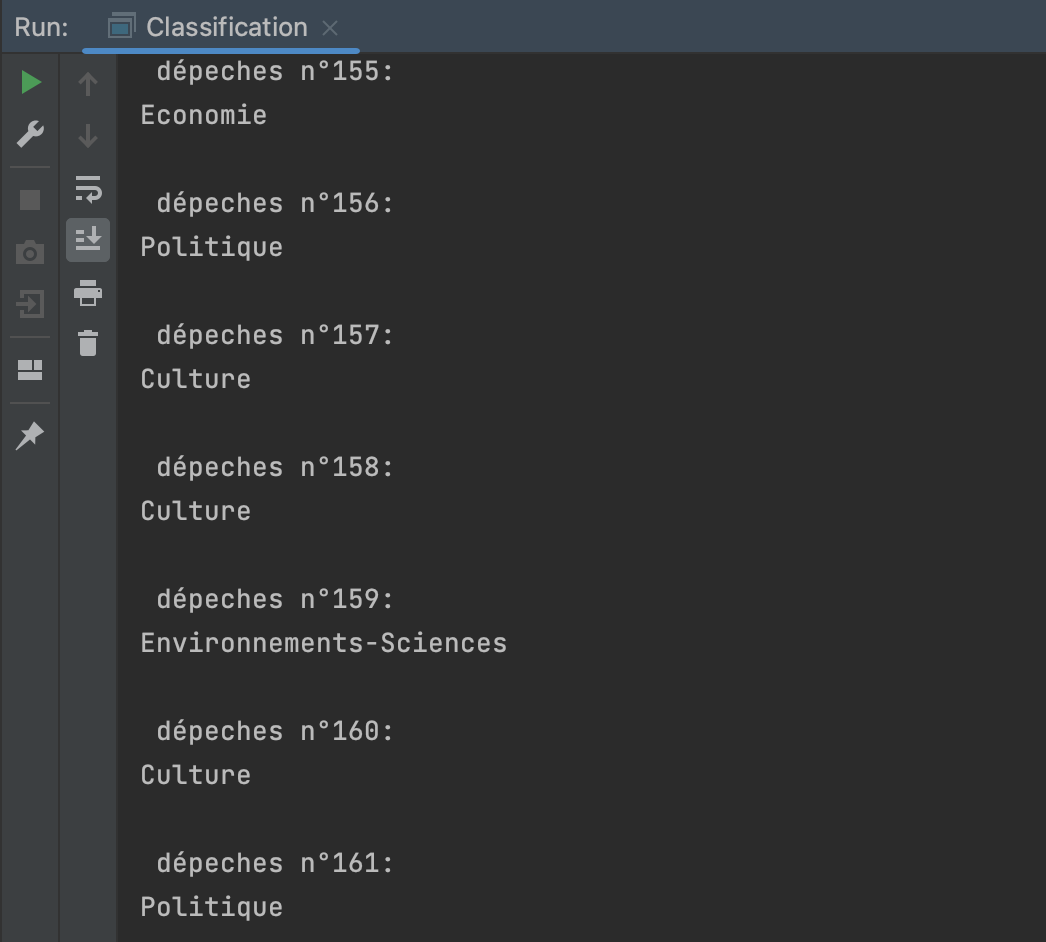 Run: Classification
dépeches n°155:
Economie
dépeches n°156:
Politique
dépeches n°157:
Culture
dépeches n°158:
Culture
dépeches n°159:
Environnements-Sciences
dépeches n°160:
Culture
dépeches n°161:
Politique